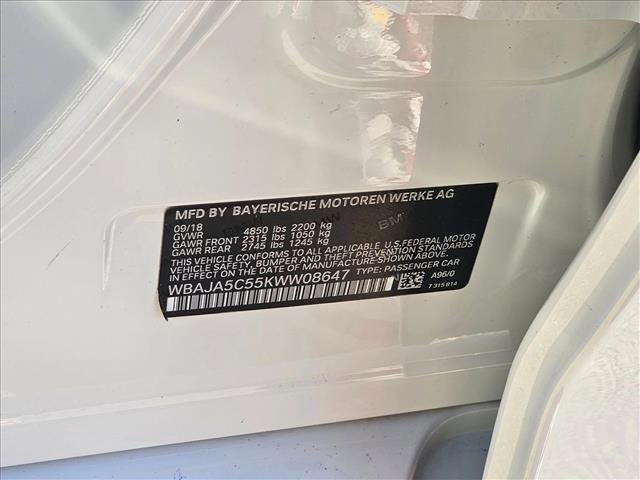 MFD BY BAYERISCHE MOTOREN WERKE AG
09/18 4850 lbs 2200 kg
GVWR 2315 lbs 1050 kg
GAWR FRONT 2745 lbs 1245 kg
GAWR REAR
THIS VEHICLE CONFORMS TO ALL APPLICABLE U.S. FEDERAL MOTOR
VEHICLE SAFETY, BUMPER AND THEFT PREVENTION STANDARDS
IN EFFECT ON THE DATE OF MANUFACTURE SHOWN ABOVE.
WBAJA5C55KWW08647 TYPE: PASSENGER CAR
A96/0
7 315 814
BMW